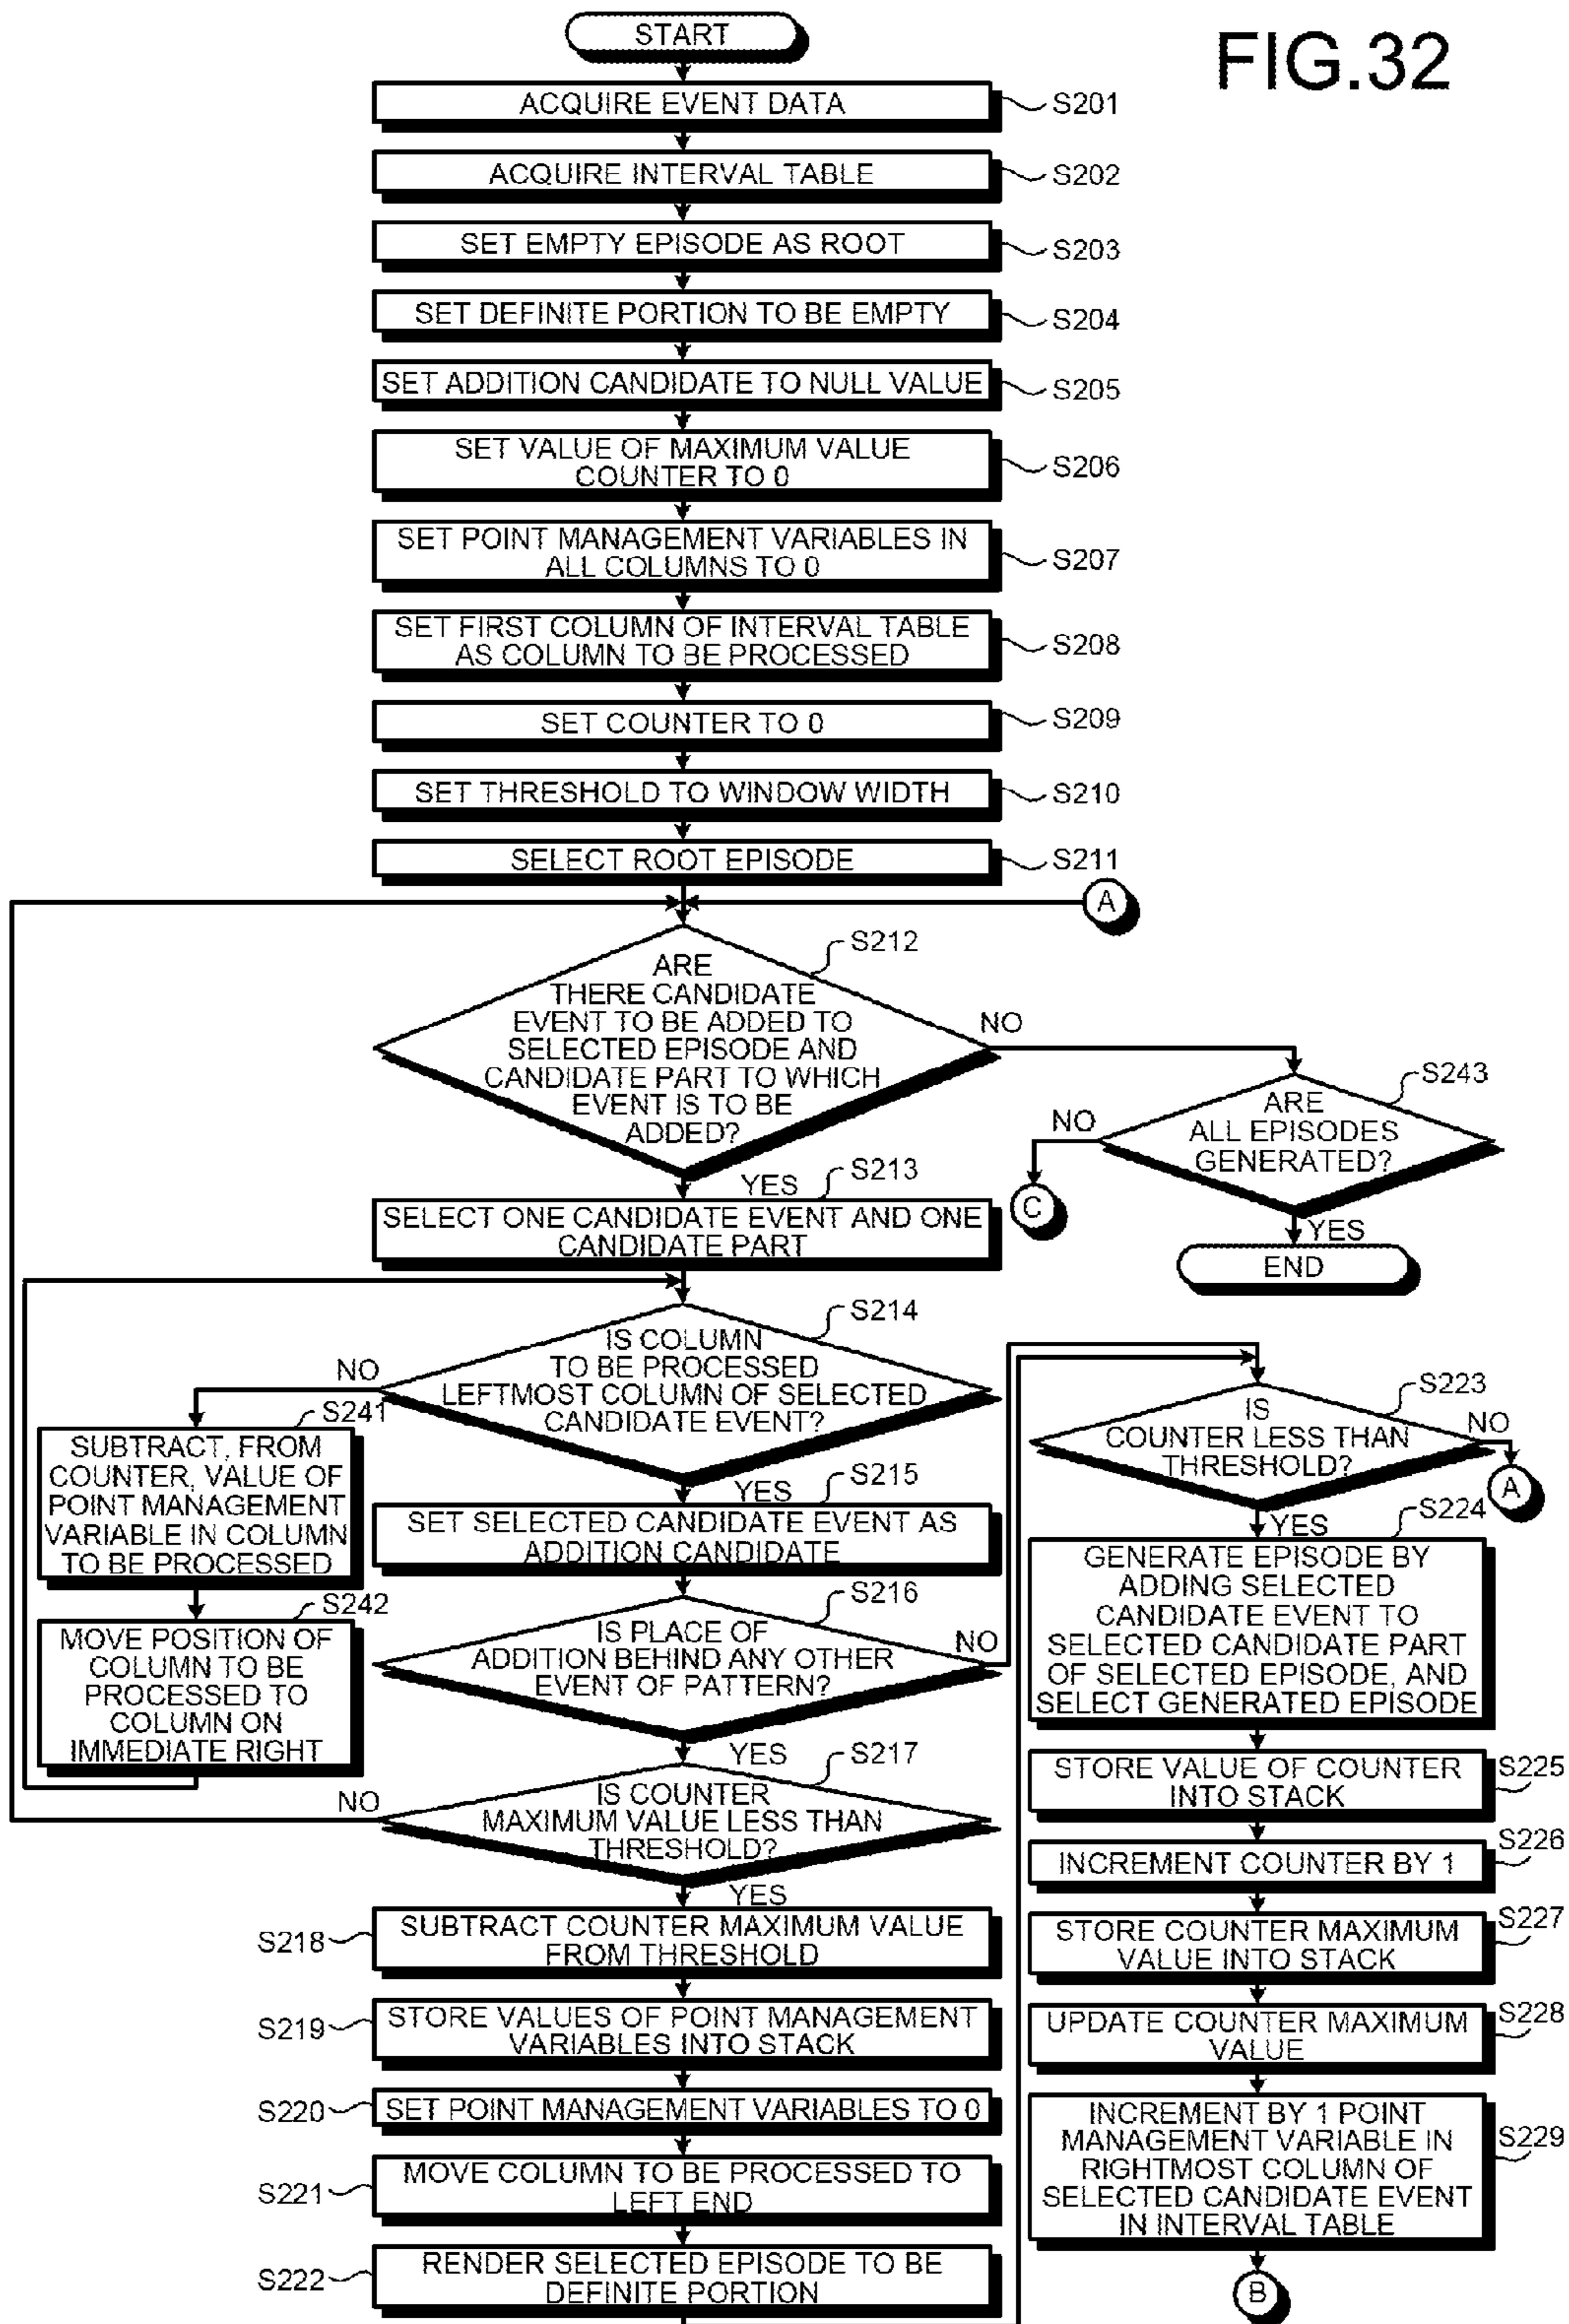 FIG.32
START
ACQUIRE EVENT DATA
S201
ACQUIRE INTERVAL TABLE
S202
SET EMPTY EPISODE AS ROOT
S203
SET DEFINITE PORTION TO BE EMPTY
S204
SET ADDITION CANDIDATE TO NULL VALUE
S205
SET VALUE OF MAXIMUM VALUE
COUNTER TO 0
S206
SET POINT MANAGEMENT VARIABLES IN
ALL COLUMNS TO 0
S207
SET FIRST COLUMN OF INTERVAL TABLE
AS COLUMN TO BE PROCESSED
S208
SET COUNTER TO 0
S209
SET THRESHOLD TO WINDOW WIDTH
S210
SELECT ROOT EPISODE
S211
A
S212
ARE
THERE CANDIDATE
EVENT TO BE ADDED TO
SELECTED EPISODE AND
CANDIDATE PART TO WHICH
EVENT IS TO BE
ADDED?
NO
YES
S243
ARE
ALL EPISODES
GENERATED?
NO
C
YES
END
S213
SELECT ONE CANDIDATE EVENT AND ONE
CANDIDATE PART
S214
IS COLUMN
TO BE PROCESSED
LEFTMOST COLUMN OF SELECTED
CANDIDATE EVENT?
NO
YES
S241
SUBTRACT, FROM
COUNTER, VALUE OF
POINT MANAGEMENT
VARIABLE IN COLUMN
TO BE PROCESSED
S242
MOVE POSITION OF
COLUMN TO BE
PROCESSED TO
COLUMN ON
IMMEDIATE RIGHT
S215
SET SELECTED CANDIDATE EVENT AS
ADDITION CANDIDATE
S216
IS PLACE OF
ADDITION BEHIND ANY OTHER
EVENT OF PATTERN?
NO
YES
S217
IS COUNTER
MAXIMUM VALUE LESS THAN
THRESHOLD?
NO
YES
S218
SUBTRACT COUNTER MAXIMUM VALUE
FROM THRESHOLD
S219
STORE VALUES OF POINT MANAGEMENT
VARIABLES INTO STACK
S220
SET POINT MANAGEMENT VARIABLES TO 0
S221
MOVE COLUMN TO BE PROCESSED TO
LEFT END
S222
RENDER SELECTED EPISODE TO BE
DEFINITE PORTION
S223
IS
COUNTER LESS THAN
THRESHOLD?
NO
A
YES
S224
GENERATE EPISODE BY
ADDING SELECTED
CANDIDATE EVENT TO
SELECTED CANDIDATE PART
OF SELECTED EPISODE, AND
SELECT GENERATED EPISODE
STORE VALUE OF COUNTER
INTO STACK
S225
INCREMENT COUNTER BY 1
S226
STORE COUNTER MAXIMUM
VALUE INTO STACK
S227
UPDATE COUNTER MAXIMUM
VALUE
S228
INCREMENT BY 1 POINT
MANAGEMENT VARIABLE IN
RIGHTMOST COLUMN OF
SELECTED CANDIDATE EVENT
IN INTERVAL TABLE
S229
B